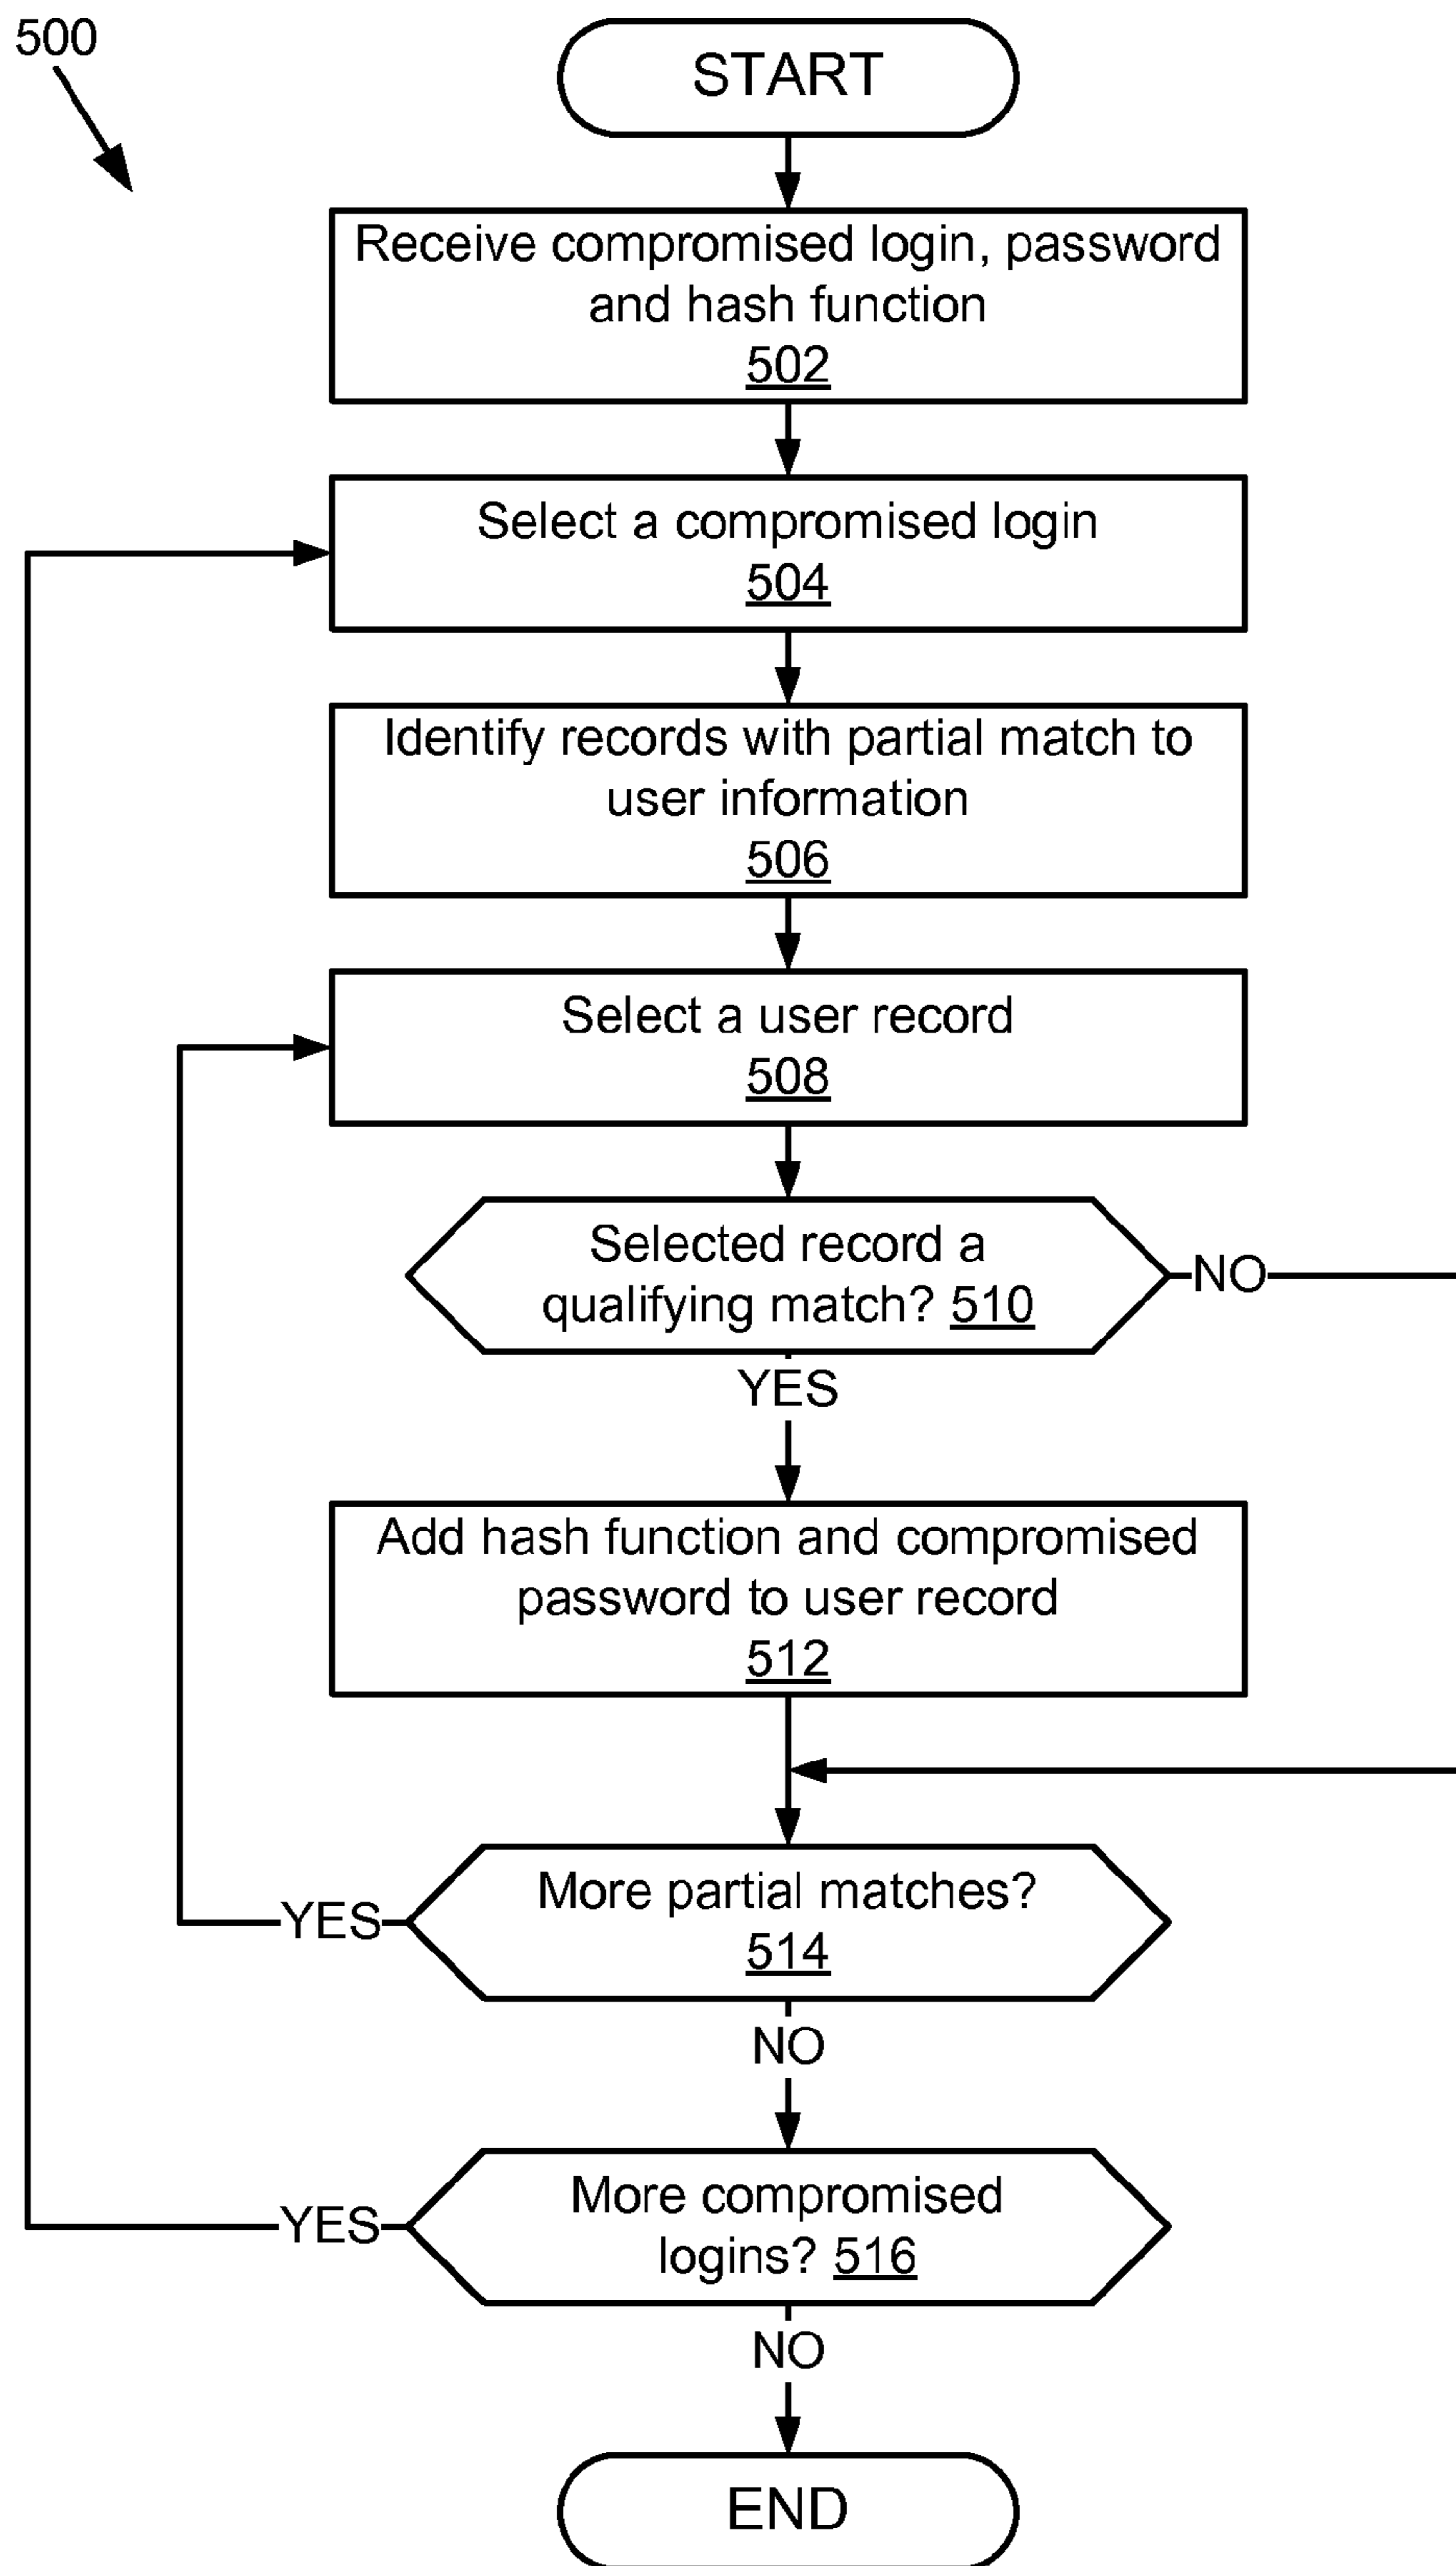 500
START
Receive compromised login, password
and hash function
502
Select a compromised login
504
Identify records with partial match to
user information
506
Select a user record
508
Selected record a
qualifying match? 510
NO
YES
Add hash function and compromised
password to user record
512
More partial matches?
514
YES
NO
More compromised
logins? 516
YES
NO
END